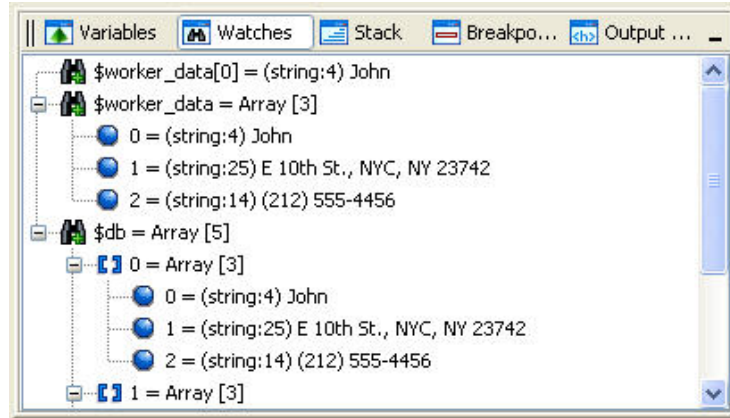 Variables Watches Stack Breakpo... Output ...
$worker_data[0] = (string:4) John
$worker_data = Array [3]
0 = (string:4) John
1 = (string:25) E 10th St., NYC, NY 23742
2 = (string:14) (212) 555-4456
$db = Array [5]
0 = Array [3]
0 = (string:4) John
1 = (string:25) E 10th St., NYC, NY 23742
2 = (string:14) (212) 555-4456
1 = Array [3]